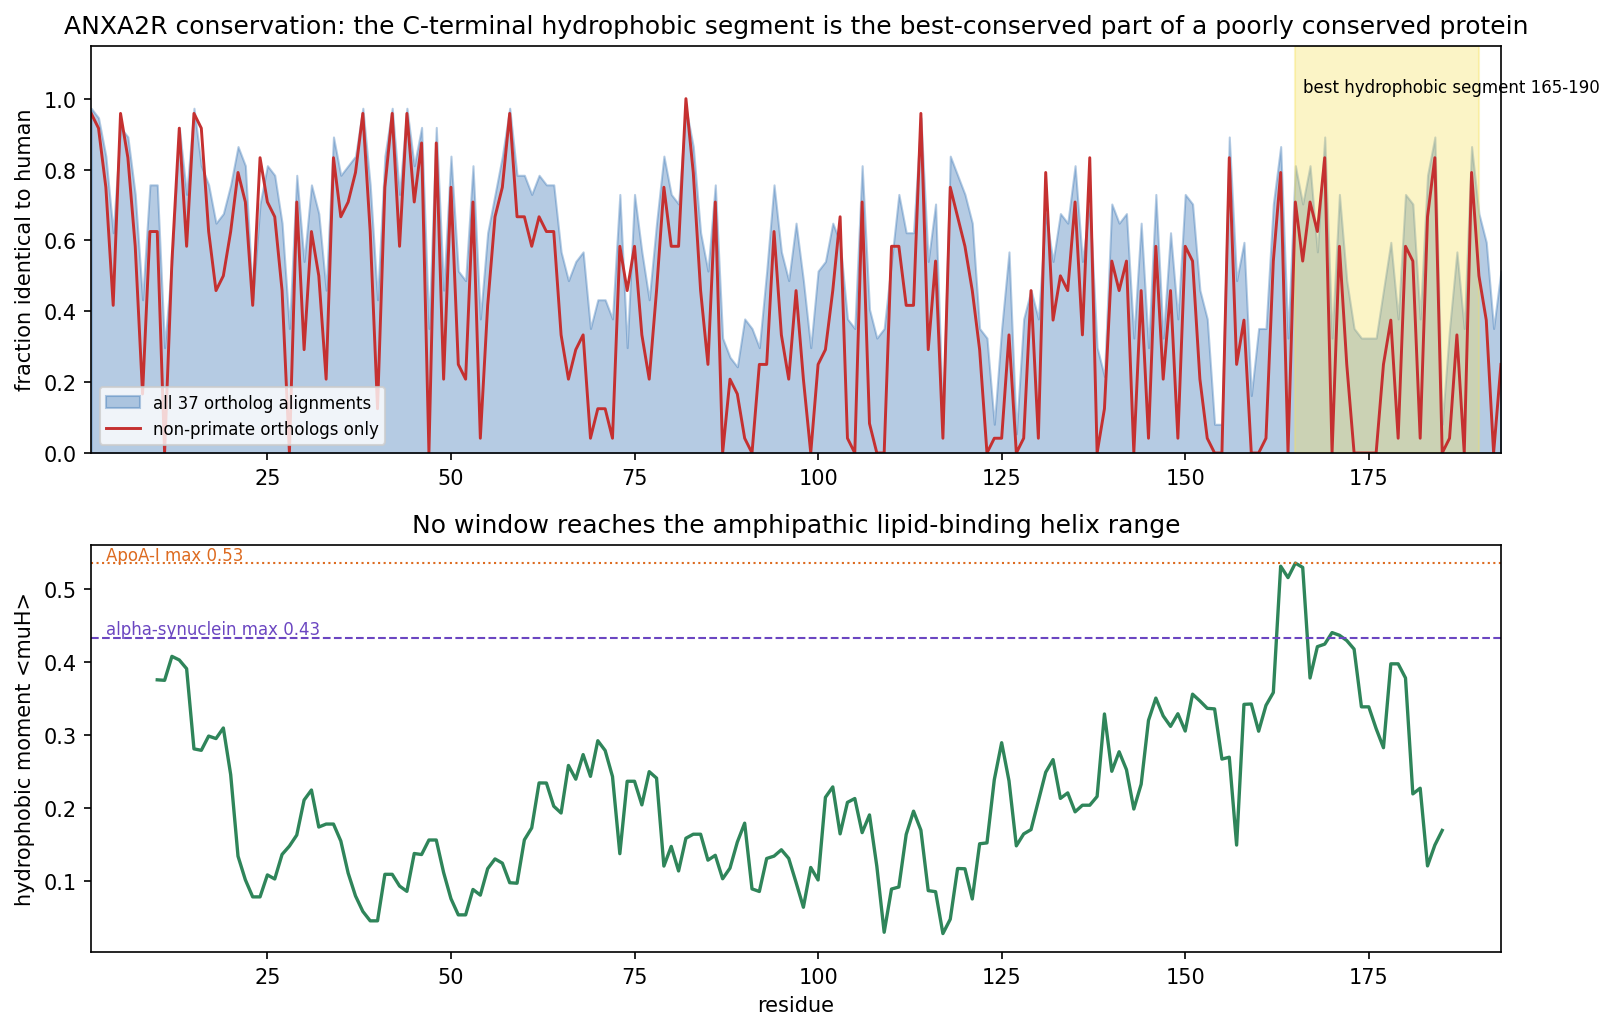 ANXA2R conservation: the C-terminal hydrophobic segment is the best-conserved part of a poorly conserved protein
best hydrophobic segment 165-190
fraction identical to human
1.0
0.8
0.6
0.4
0.2
0.0
all 37 ortholog alignments
non-primate orthologs only
25 50 75 100 125 150 175
No window reaches the amphipathic lipid-binding helix range
ApoA-I max 0.53
alpha-synuclein max 0.43
hydrophobic moment <muH>
0.5
0.4
0.3
0.2
0.1
25 50 75 100 125 150 175
residue